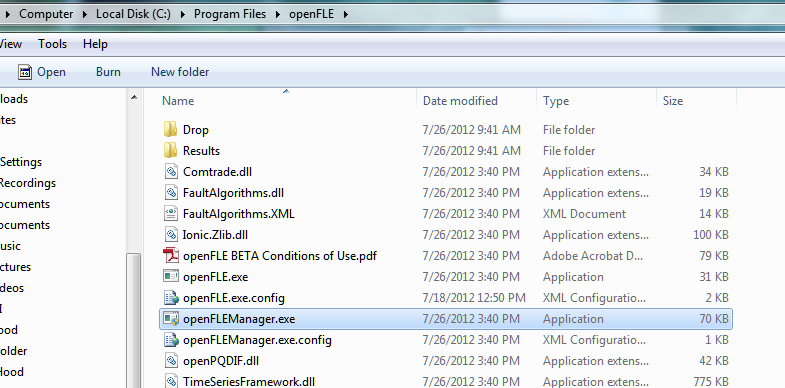 Computer Local Disk (C:) Program Files openFLE
View Tools Help
Open Burn New folder
Name Date modified Type Size
loads
ites
Settings
Recordings
ocuments
ocuments
usic
ctures
deos
I
ood
older
Hood
Drop 7/26/2012 9:41 AM File folder
Results 7/26/2012 9:41 AM File folder
Comtrade.dll 7/26/2012 3:40 PM Application extens... 34 KB
FaultAlgorithms.dll 7/26/2012 3:40 PM Application extens... 19 KB
FaultAlgorithms.XML 7/26/2012 3:40 PM XML Document 14 KB
Ionic.Zlib.dll 7/26/2012 3:40 PM Application extens... 100 KB
openFLE BETA Conditions of Use.pdf 7/26/2012 3:40 PM Adobe Acrobat D... 79 KB
openFLE.exe 7/26/2012 3:40 PM Application 31 KB
openFLE.exe.config 7/18/2012 12:50 PM XML Configuratio... 2 KB
openFLEManager.exe 7/26/2012 3:40 PM Application 70 KB
openFLEManager.exe.config 7/26/2012 3:40 PM XML Configuratio... 1 KB
openPQDIF.dll 7/26/2012 3:40 PM Application extens... 42 KB
TimeSeriesFramework.dll 7/26/2012 3:40 PM Application extens... 775 KB